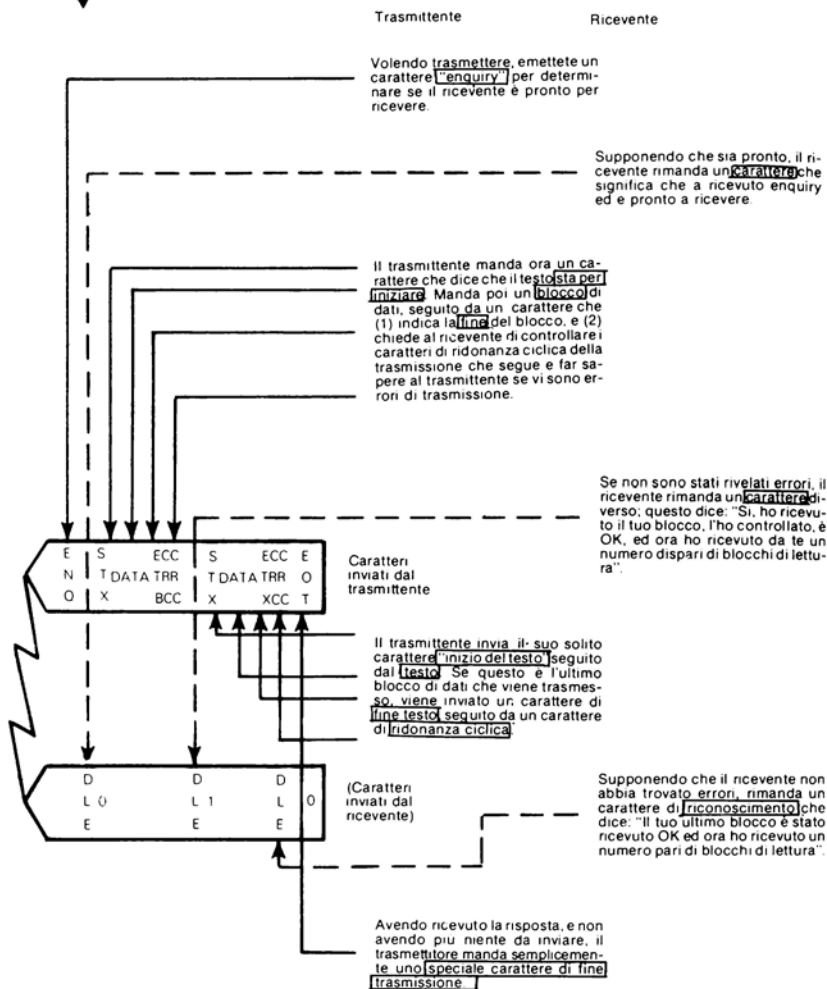 Trasmittente
Ricevente
Volendo trasmettere, emettete un
carattere "enquiry" per determi-
nare se il ricevente è pronto per
ricevere.
Supponendo che sia pronto, il ri-
cevente rimanda un carattere che
significa che a ricevuto enquiry
ed e pronto a ricevere.
Il trasmittente manda ora un ca-
rattere che dice che il testo sta per
iniziare. Manda poi un blocco di
dati, seguito da un carattere che
(1) indica la fine del blocco, e (2)
chiede al ricevente di controllare i
caratteri di ridonanza ciclica della
trasmissione che segue e far sa-
pere al trasmittente se vi sono er-
rori di trasmissione.
Se non sono stati rivelati errori, il
ricevente rimanda un carattere di-
verso; questo dice: "Si, ho ricevu-
to il tuo blocco, l'ho controllato, è
OK, ed ora ho ricevuto da te un
numero dispari di blocchi di lettu-
ra".
E S ECC S ECC E
N T DATA TRR T DATA TRR O
O X BCC X XCC T
Caratteri
inviati dal
trasmittente
Il trasmittente invia il suo solito
carattere "inizio del testo" seguito
dal testo. Se questo è l'ultimo
blocco di dati che viene trasmes-
so, viene inviato un carattere di
fine testo, seguito da un carattere
di ridonanza ciclica.
D D D
L 0 L 1 L 0
E E E
(Caratteri
inviati dal
ricevente)
Supponendo che il ricevente non
abbia trovato errori, rimanda un
carattere di riconoscimento che
dice: "Il tuo ultimo blocco è stato
ricevuto OK ed ora ho ricevuto un
numero pari di blocchi di lettura".
Avendo ricevuto la risposta, e non
avendo piu niente da inviare, il
trasmettitore manda semplicemen-
te uno speciale carattere di fine
trasmissione.